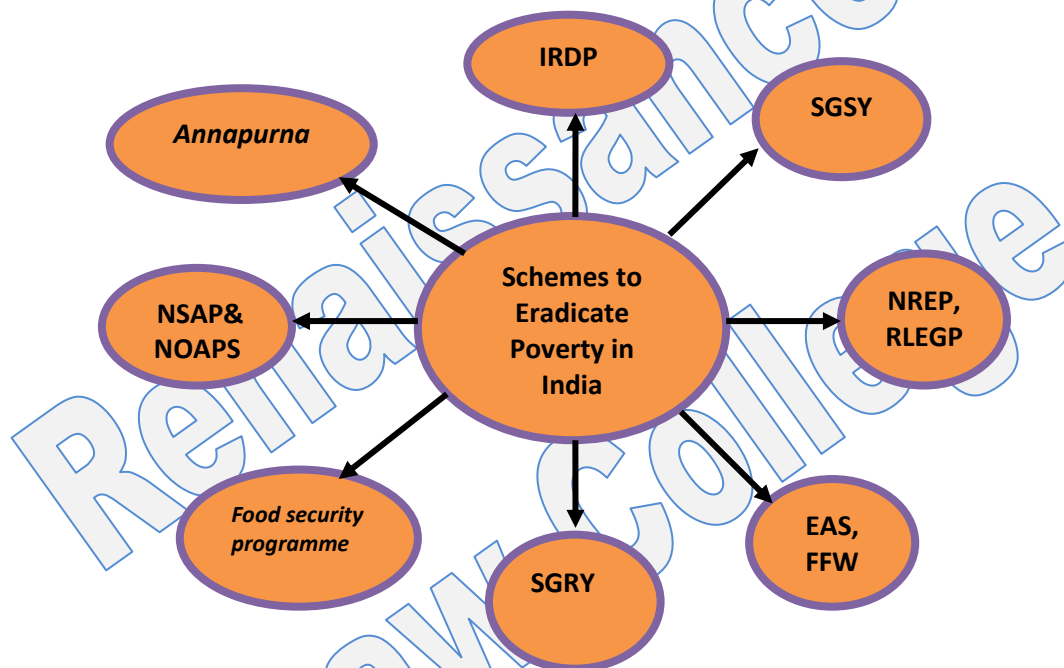 IRDP
SGSY
Annapurna
Schemes to
Eradicate
Poverty in
India
NSAP&
NOAPS
NREP,
RLEGP
Food security
programme
SGRY
EAS,
FFW
Renaissance
Law College